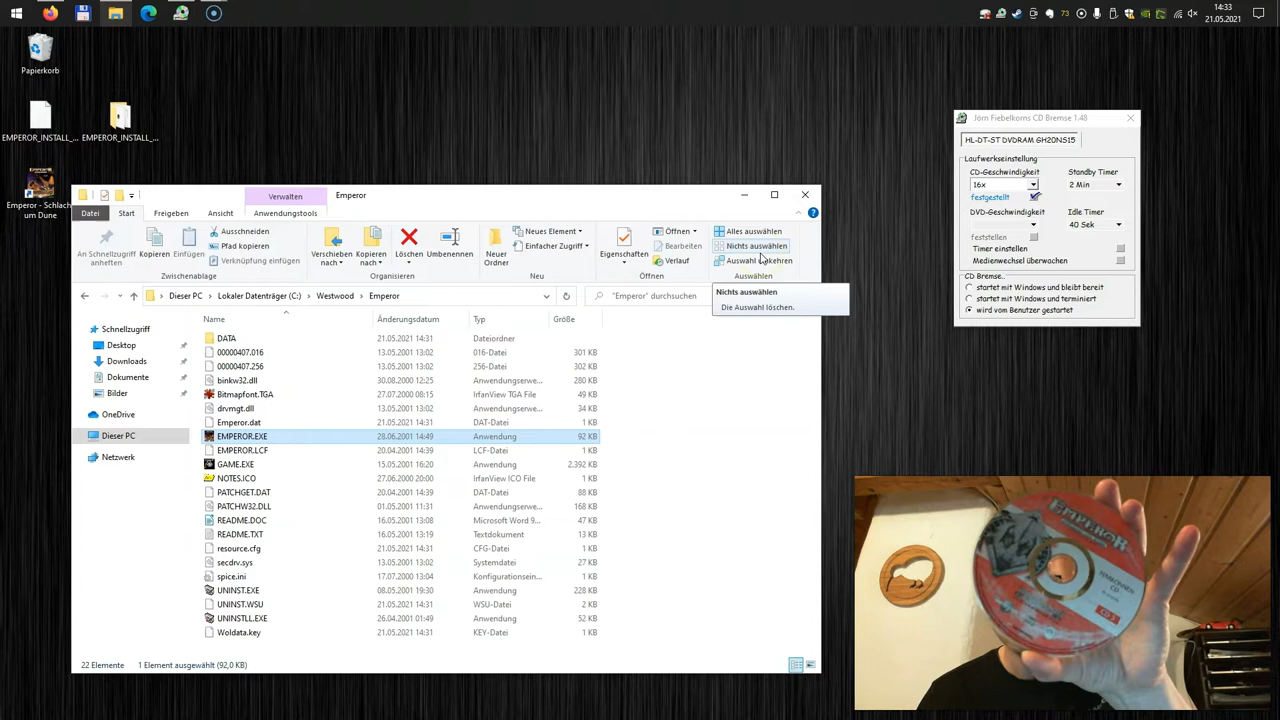 73
14:33
21.05.2021
Papierkorb
EMPEROR_INSTALL_...
EMPEROR_INSTALL_...
Emperor - Schlach
um Dune
Verwalten
Emperor
Datei
Start
Freigeben
Ansicht
Anwendungstools
An Schnellzugriff
anheften
Kopieren
Einfügen
Ausschneiden
Pfad kopieren
Verknüpfung einfügen
Zwischenablage
Verschieben
nach
Kopieren
nach
Löschen
Umbenennen
Organisieren
Neuer
Ordner
Neues Element
Einfacher Zugriff
Neu
Eigenschaften
Öffnen
Bearbeiten
Verlauf
Öffnen
Alles auswählen
Nichts auswählen
Auswahl umkehren
Auswählen
Nichts auswählen
Die Auswahl löschen.
Dieser PC > Lokaler Datenträger (C:) > Westwood > Emperor
"Emperor" durchsuchen
Schnellzugriff
Desktop
Downloads
Dokumente
Bilder
OneDrive
Dieser PC
Netzwerk
Name Änderungsdatum Typ Größe
DATA 21.05.2021 14:31 Dateiordner
00000407.016 13.05.2001 13:02 016-Datei 301 KB
00000407.256 13.05.2001 13:02 256-Datei 302 KB
binkw32.dll 30.08.2000 12:25 Anwendungserwe... 280 KB
Bitmapfont.TGA 27.07.2000 08:15 IrfanView TGA File 49 KB
drvmgt.dll 13.05.2001 13:02 Anwendungserwe... 34 KB
Emperor.dat 21.05.2021 14:31 DAT-Datei 1 KB
EMPEROR.EXE 28.06.2001 14:49 Anwendung 92 KB
EMPEROR.LCF 20.04.2001 14:39 LCF-Datei 1 KB
GAME.EXE 15.05.2001 16:20 Anwendung 2.392 KB
NOTES.ICO 27.06.2000 20:00 IrfanView ICO File 1 KB
PATCHGET.DAT 20.04.2001 14:39 DAT-Datei 88 KB
PATCHW32.DLL 01.05.2001 11:31 Anwendungserwe... 168 KB
README.DOC 16.05.2001 13:08 Microsoft Word 9... 47 KB
README.TXT 16.05.2001 13:19 Textdokument 13 KB
resource.cfg 21.05.2021 14:31 CFG-Datei 1 KB
secdrv.sys 13.05.2001 13:02 Systemdatei 27 KB
spice.ini 17.07.2000 13:04 Konfigurationsein... 1 KB
UNINST.EXE 08.05.2001 19:30 Anwendung 228 KB
UNINST.WSU 21.05.2021 14:31 WSU-Datei 2 KB
UNINSTLL.EXE 26.04.2001 01:49 Anwendung 52 KB
Woldata.key 21.05.2021 14:31 KEY-Datei 1 KB
22 Elemente 1 Element ausgewählt (92,0 KB)
Jörn Fiebelkorns CD Bremse 1.48
HL-DT-ST DVDRAM GH20NS15
Laufwerkseinstellung
CD-Geschwindigkeit
16x
festgestellt
Standby Timer
2 Min
DVD-Geschwindigkeit
feststellen
Idle Timer
40 Sek
Timer einstellen
Medienwechsel überwachen
CD Bremse..
startet mit Windows und bleibt bereit
startet mit Windows und terminiert
wird vom Benutzer gestartet
EMPEROR
CD